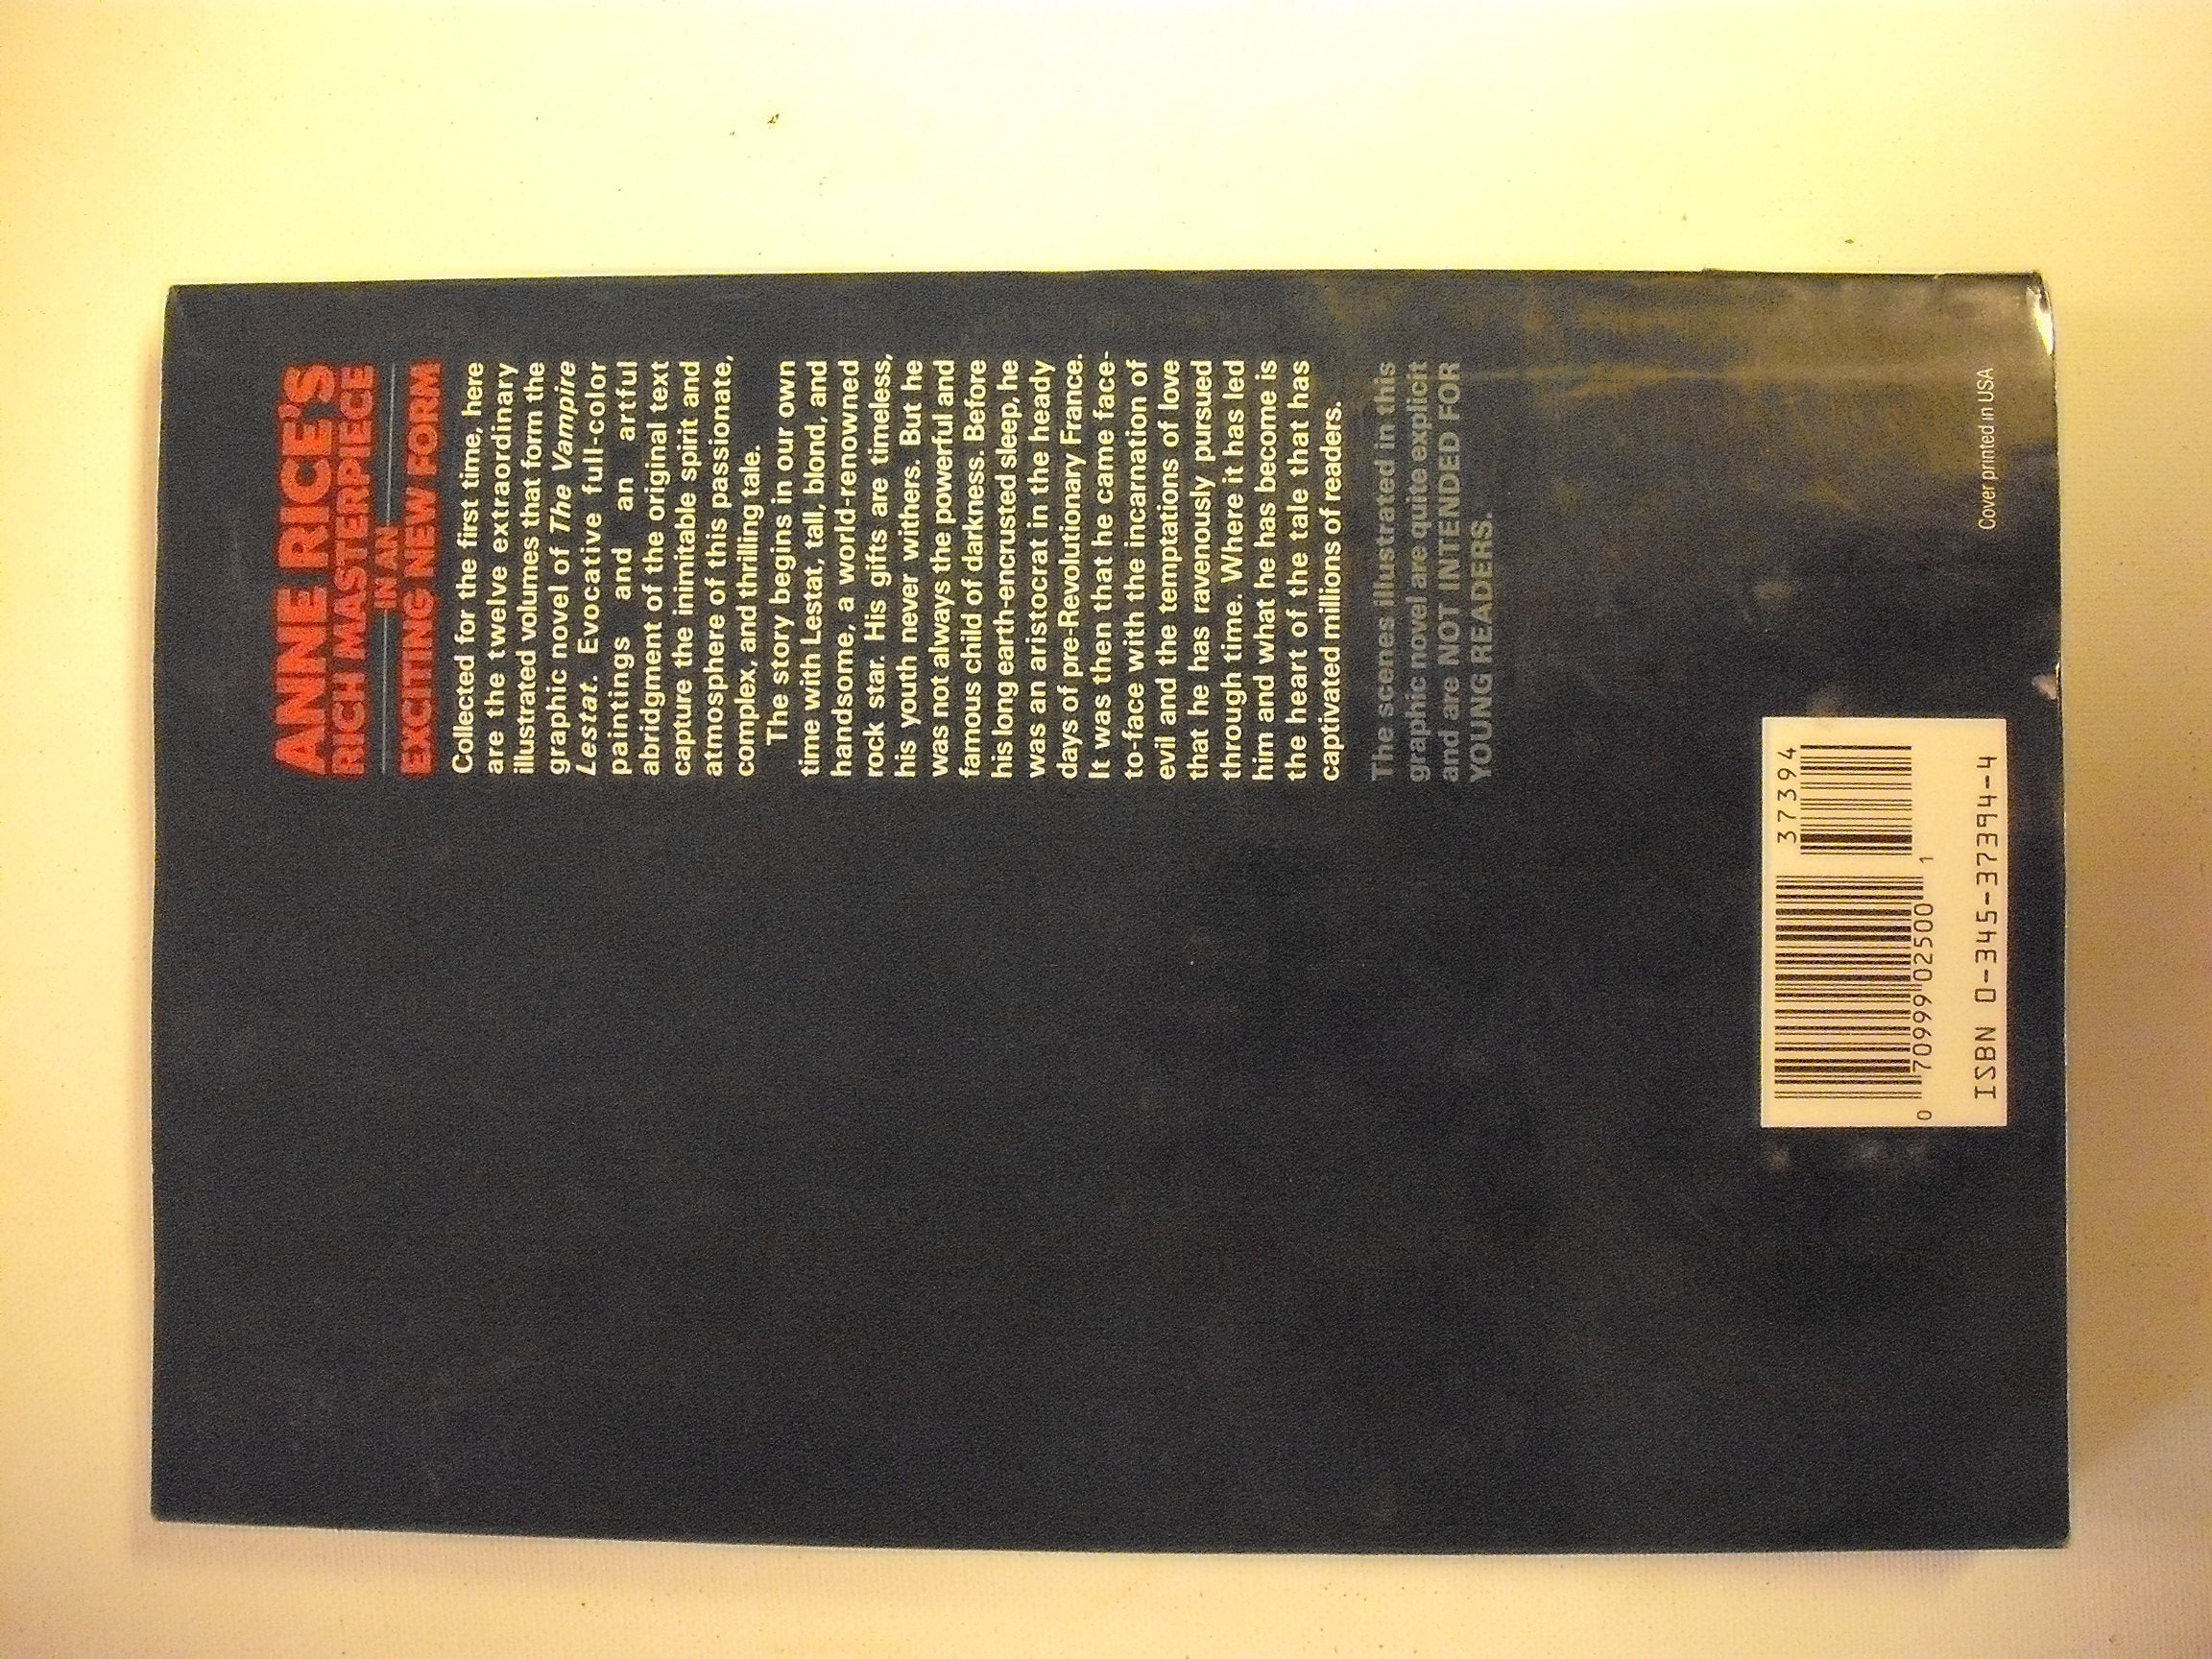 ANNE RICE'S
RICH MASTERPIECE
IN AN
EXCITING NEW FORM
Collected for the first time, here
are the twelve extraordinary
illustrated volumes that form the
graphic novel of The Vampire
Lestat. Evocative full-color
paintings and an artful
abridgment of the original text
capture the inimitable spirit and
atmosphere of this passionate,
complex, and thrilling tale.
The story begins in our own
time with Lestat, tall, blond, and
handsome, a world-renowned
rock star. His gifts are timeless,
his youth never withers. But he
was not always the powerful and
famous child of darkness. Before
his long earth-encrusted sleep, he
was an aristocrat in the heady
days of pre-Revolutionary France.
It was then that he came face-
to-face with the incarnation of
evil and the temptations of love
that he has ravenously pursued
through time. Where it has led
him and what he has become is
the heart of the tale that has
captivated millions of readers.
The scenes illustrated in this
graphic novel are quite explicit
and are NOT INTENDED FOR
YOUNG READERS.
37394
0 70999 02500 1
ISBN 0-345-37394-4
Cover printed in USA